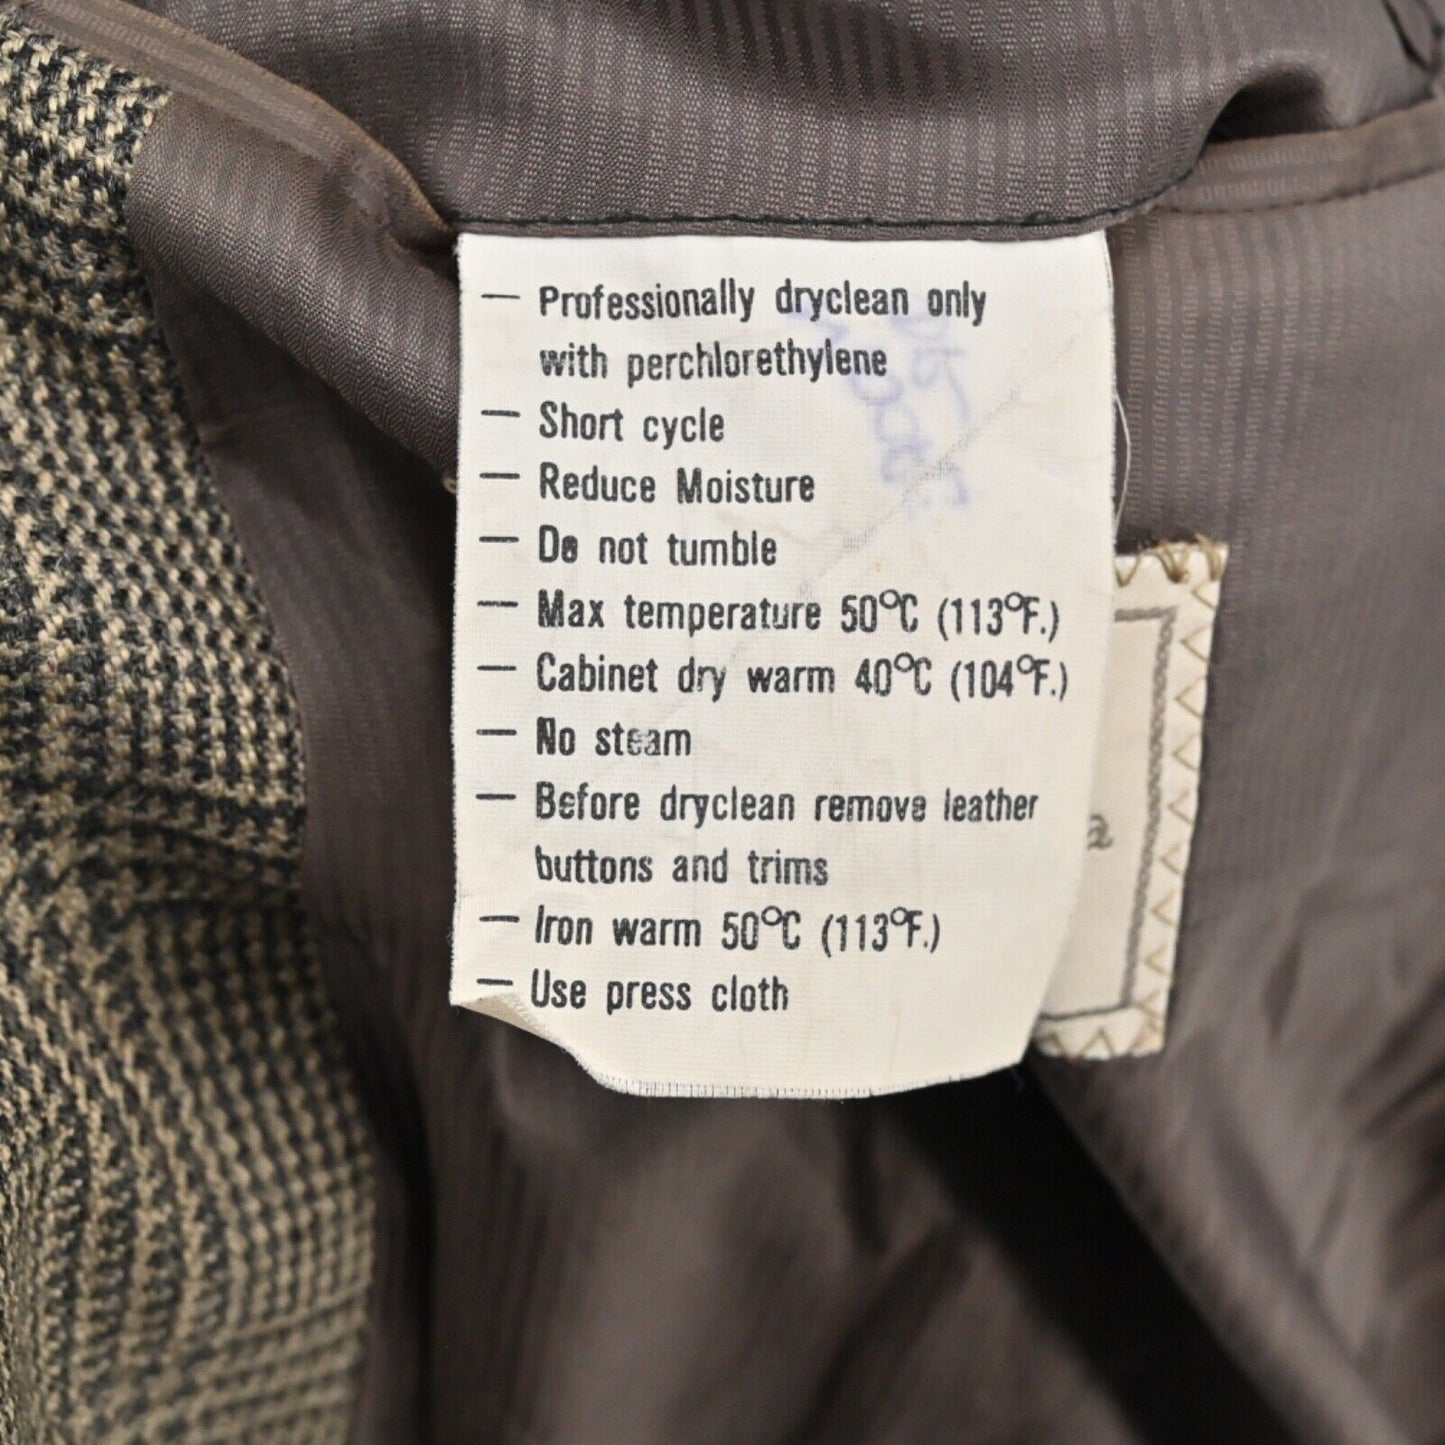 — Professionally dryclean only
with perchlorethylene
— Short cycle
— Reduce Moisture
— Do not tumble
— Max temperature 50°C (113°F.)
— Cabinet dry warm 40°C (104°F.)
— No steam
— Before dryclean remove leather
buttons and trims
— Iron warm 50°C (113°F.)
— Use press cloth
a